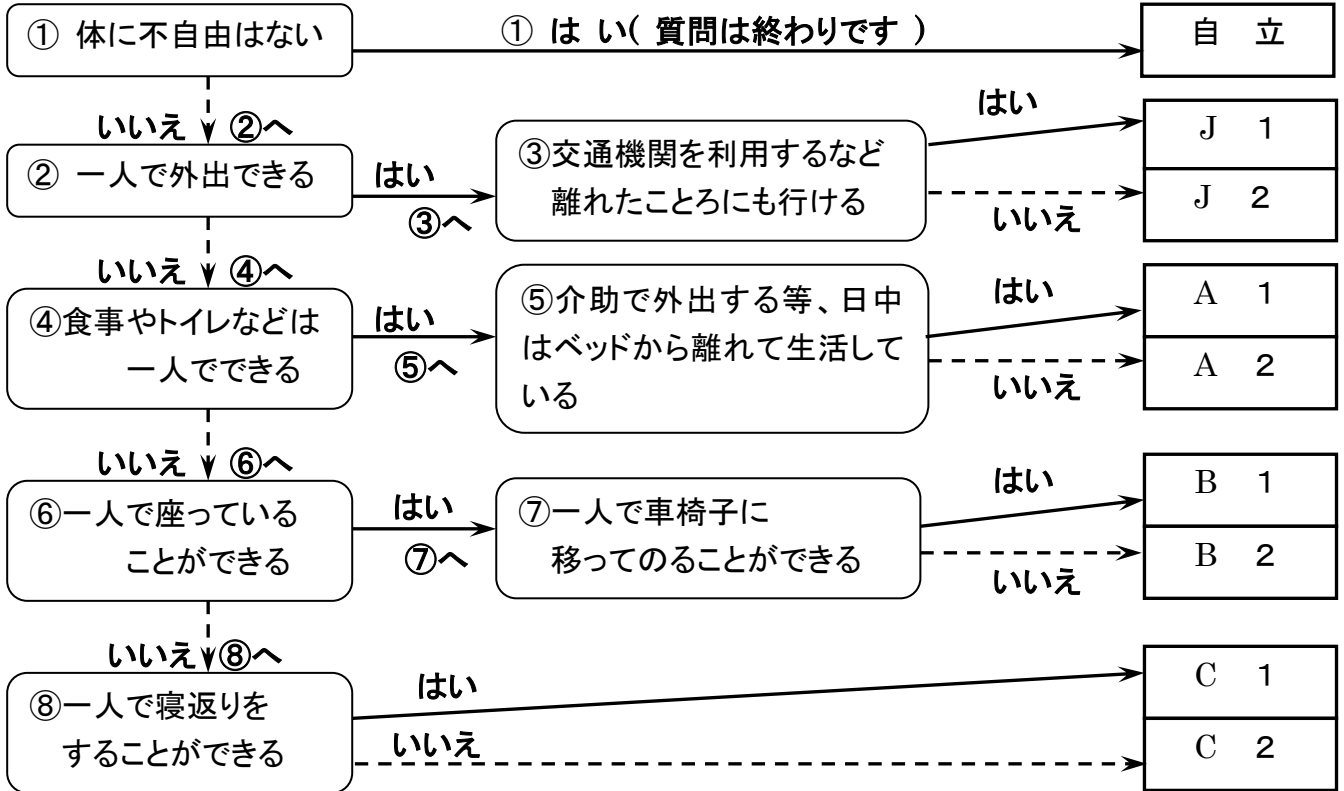 ① 体に不自由はない
① は い( 質問は終わりです )
自 立
いいえ ②へ
② 一人で外出できる
はい
③へ
③交通機関を利用するなど
離れたことろにも行ける
はい
いいえ
J 1
J 2
いいえ ④へ
④食事やトイレなどは
一人でできる
はい
⑤へ
⑤介助で外出する等、日中
はベッドから離れて生活して
いる
はい
いいえ
A 1
A 2
いいえ ⑥へ
⑥一人で座っている
ことができる
はい
⑦へ
⑦一人で車椅子に
移ってのることができる
はい
いいえ
B 1
B 2
いいえ ⑧へ
⑧一人で寝返りを
することができる
はい
いいえ
C 1
C 2